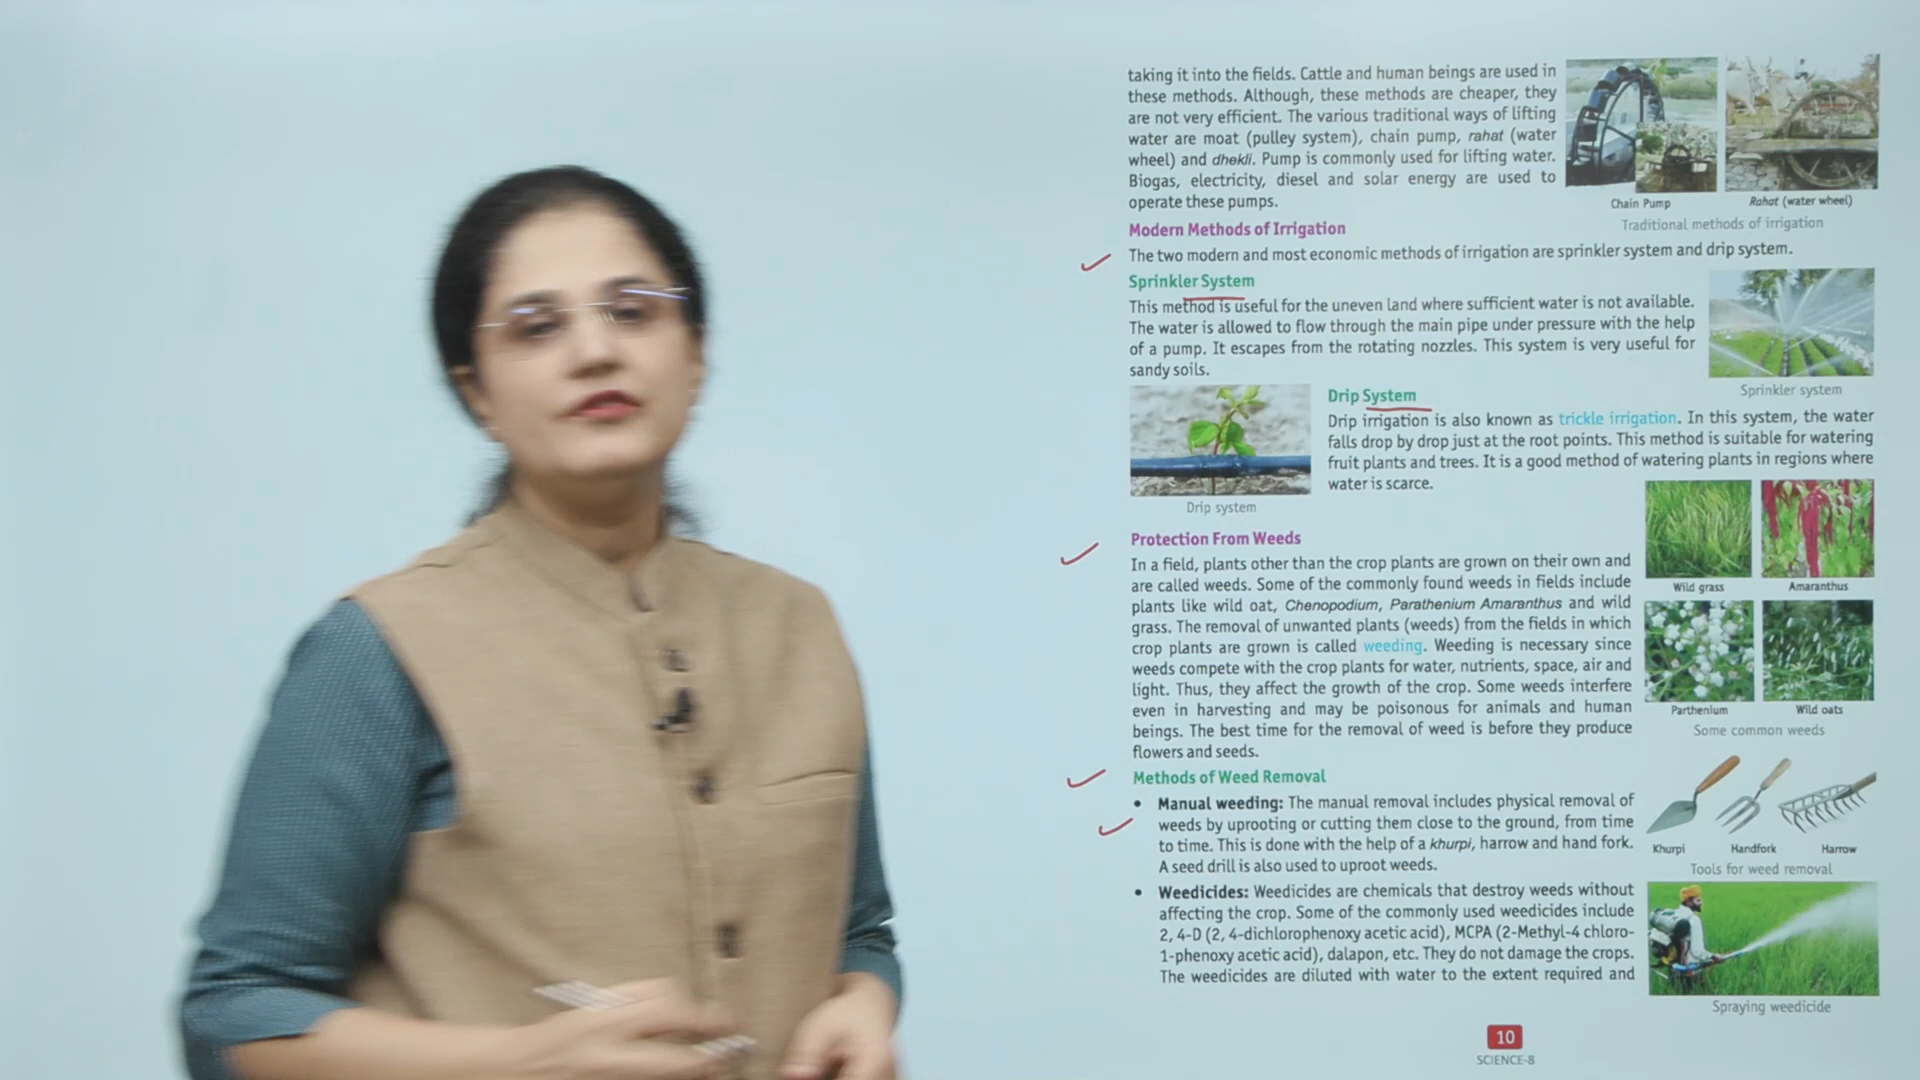 taking it into the fields. Cattle and human beings are used in
these methods. Although, these methods are cheaper, they
are not very efficient. The various traditional ways of lifting
water are moat (pulley system), chain pump, rahat (water
wheel) and dhekli. Pump is commonly used for lifting water.
Biogas, electricity, diesel and solar energy are used to
operate these pumps.
Chain Pump
Rahat (water wheel)
Traditional methods of irrigation
Modern Methods of Irrigation
The two modern and most economic methods of irrigation are sprinkler system and drip system.
Sprinkler System
This method is useful for the uneven land where sufficient water is not available.
The water is allowed to flow through the main pipe under pressure with the help
of a pump. It escapes from the rotating nozzles. This system is very useful for
sandy soils.
Sprinkler system
Drip System
Drip irrigation is also known as trickle irrigation. In this system, the water
falls drop by drop just at the root points. This method is suitable for watering
fruit plants and trees. It is a good method of watering plants in regions where
water is scarce.
Drip system
Protection From Weeds
In a field, plants other than the crop plants are grown on their own and
are called weeds. Some of the commonly found weeds in fields include
plants like wild oat, Chenopodium, Parathenium Amaranthus and wild
grass. The removal of unwanted plants (weeds) from the fields in which
crop plants are grown is called weeding. Weeding is necessary since
weeds compete with the crop plants for water, nutrients, space, air and
light. Thus, they affect the growth of the crop. Some weeds interfere
even in harvesting and may be poisonous for animals and human
beings. The best time for the removal of weed is before they produce
flowers and seeds.
Wild grass
Amaranthus
Parthenium
Wild oats
Some common weeds
Methods of Weed Removal
• Manual weeding: The manual removal includes physical removal of
weeds by uprooting or cutting them close to the ground, from time
to time. This is done with the help of a khurpi, harrow and hand fork.
A seed drill is also used to uproot weeds.
Khurpi
Handfork
Harrow
Tools for weed removal
• Weedicides: Weedicides are chemicals that destroy weeds without
affecting the crop. Some of the commonly used weedicides include
2, 4-D (2, 4-dichlorophenoxy acetic acid), MCPA (2-Methyl-4 chloro-
1-phenoxy acetic acid), dalapon, etc. They do not damage the crops.
The weedicides are diluted with water to the extent required and
Spraying weedicide
10
SCIENCE-8